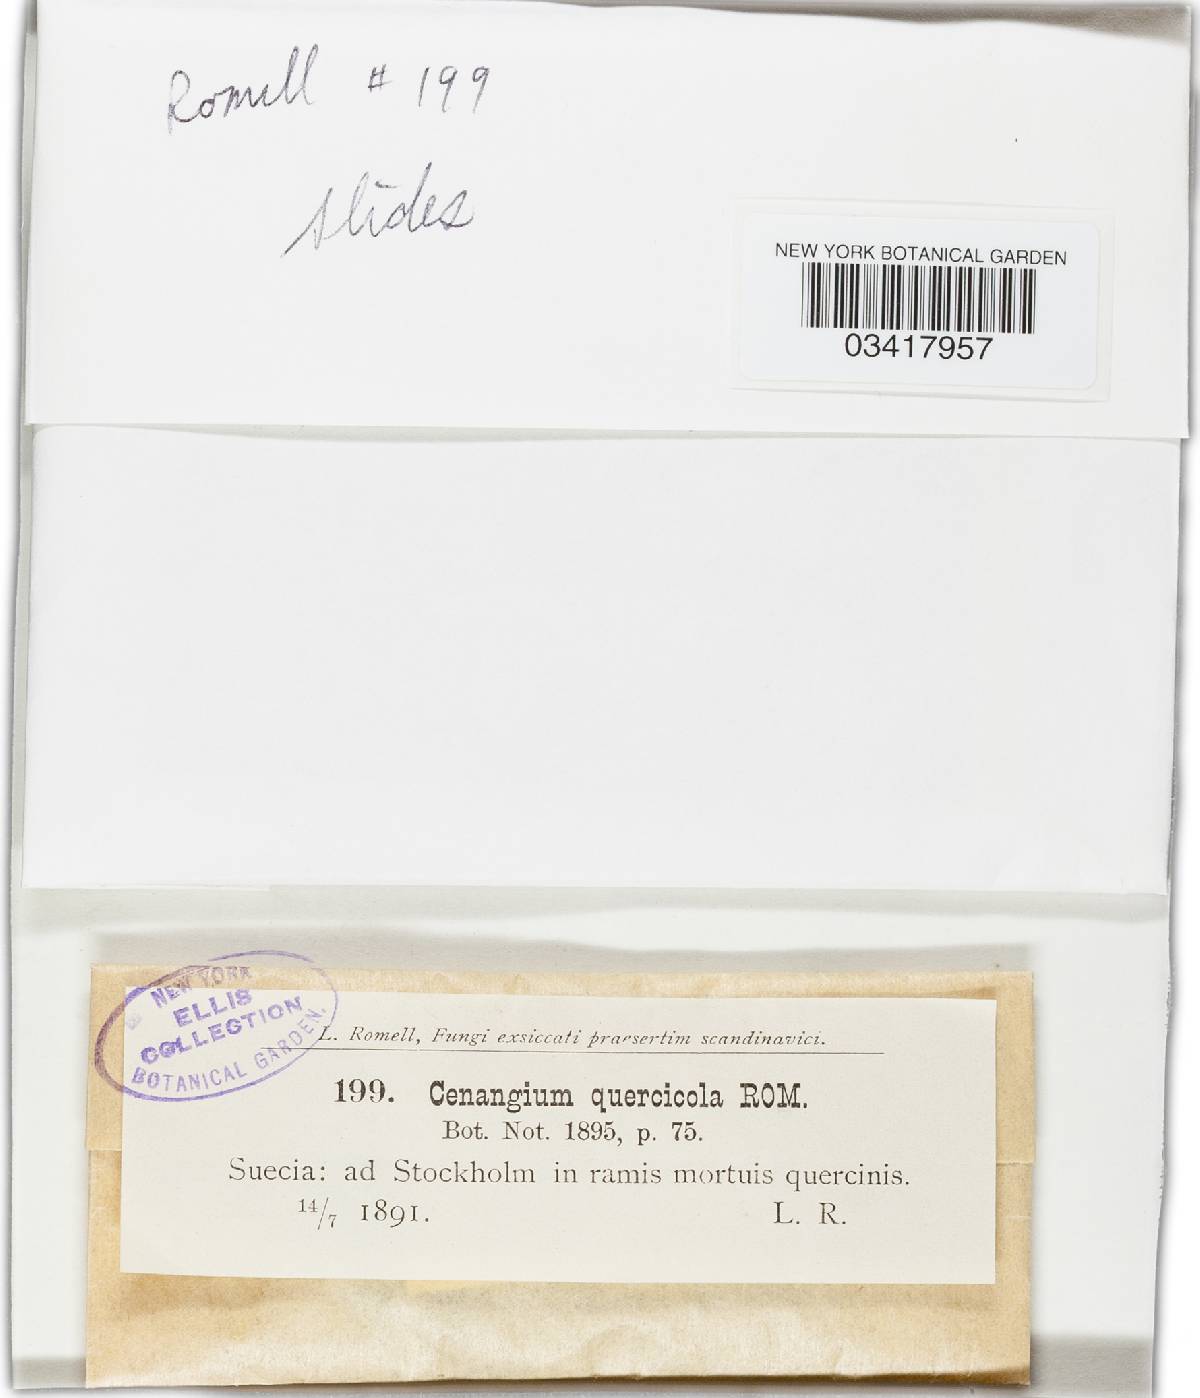 Romell # 199
slides
NEW YORK BOTANICAL GARDEN
03417957
NEW YORK
ELLIS
COLLECTION
BOTANICAL GARDEN.
L. Romell, Fungi exsiccati praesertim scandinavici.
199. Cenangium quercicola ROM.
Bot. Not. 1895, p. 75.
Suecia: ad Stockholm in ramis mortuis quercinis.
14/7 1891. L. R.